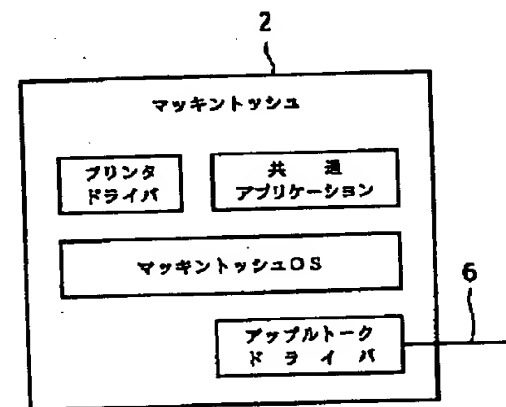 2
マッキントッシュ
プリンタ
ドライバ
共通
アプリケーション
マッキントッシュOS
6
アップルトーク
ドライバ